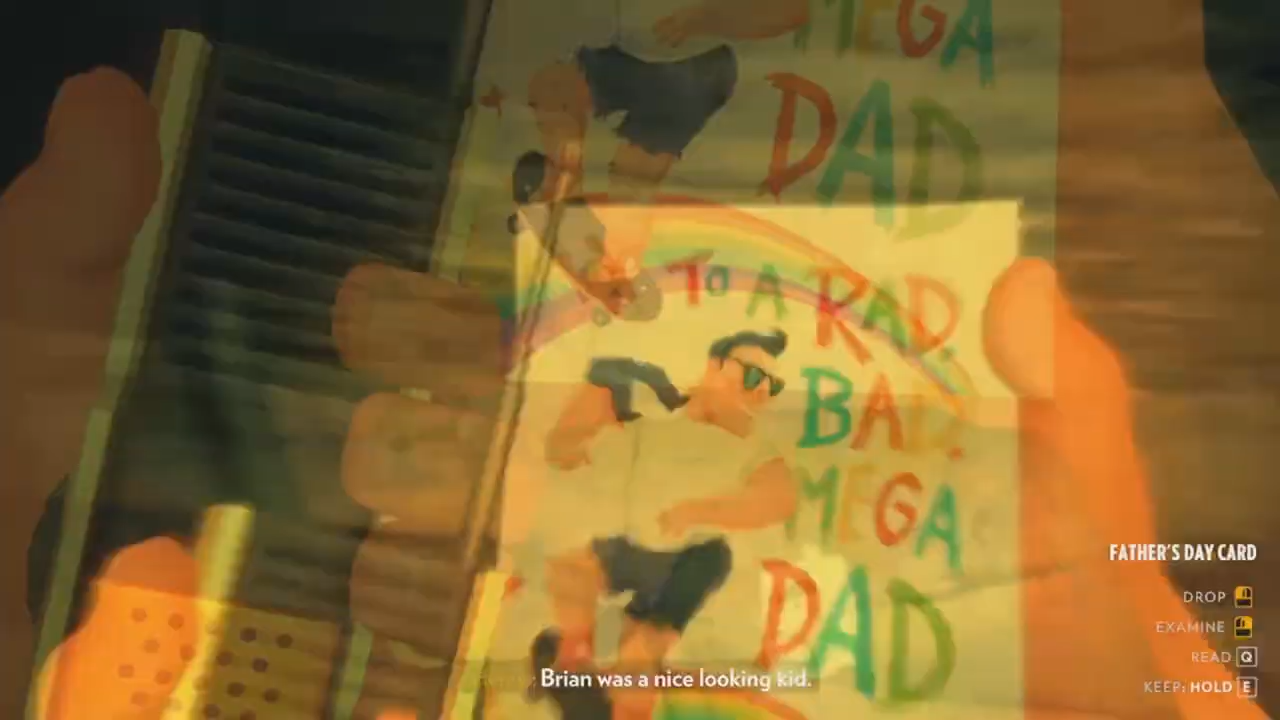 MEGA
DAD
TO A RAD,
BAD,
MEGA
DAD
FATHER'S DAY CARD
DROP
EXAMINE
READ Q
KEEP: HOLD E
Brian was a nice looking kid.